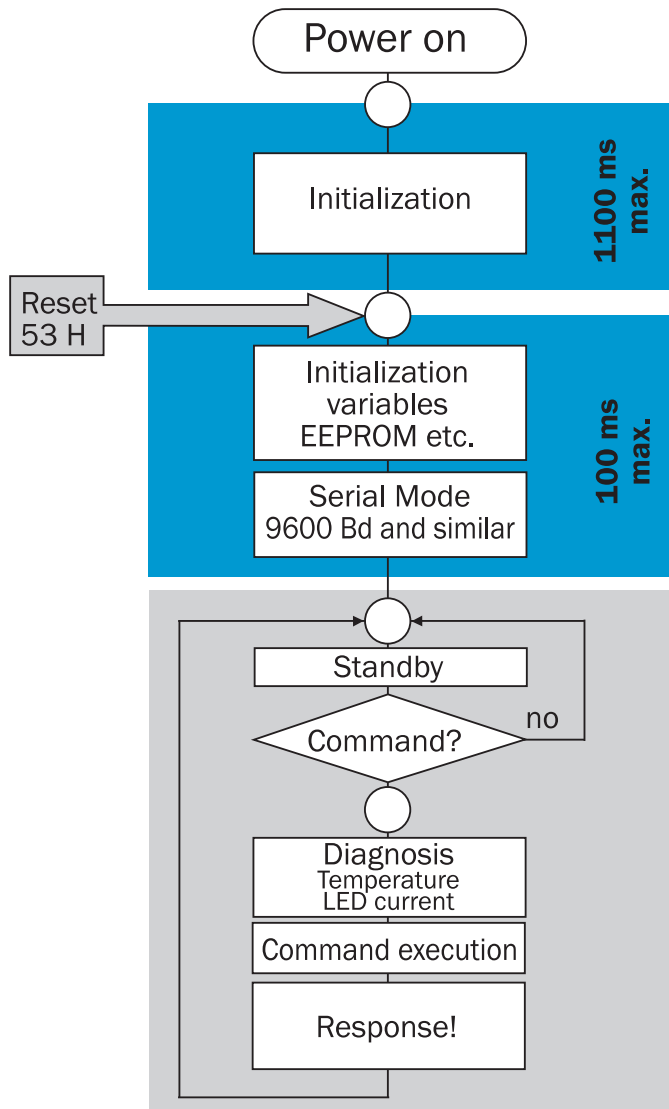 Power on
Initialization
1100 ms
max.
Reset
53 H
Initialization
variables
EEPROM etc.
Serial Mode
9600 Bd and similar
100 ms
max.
Standby
Command?
no
Diagnosis
Temperature
LED current
Command execution
Response!